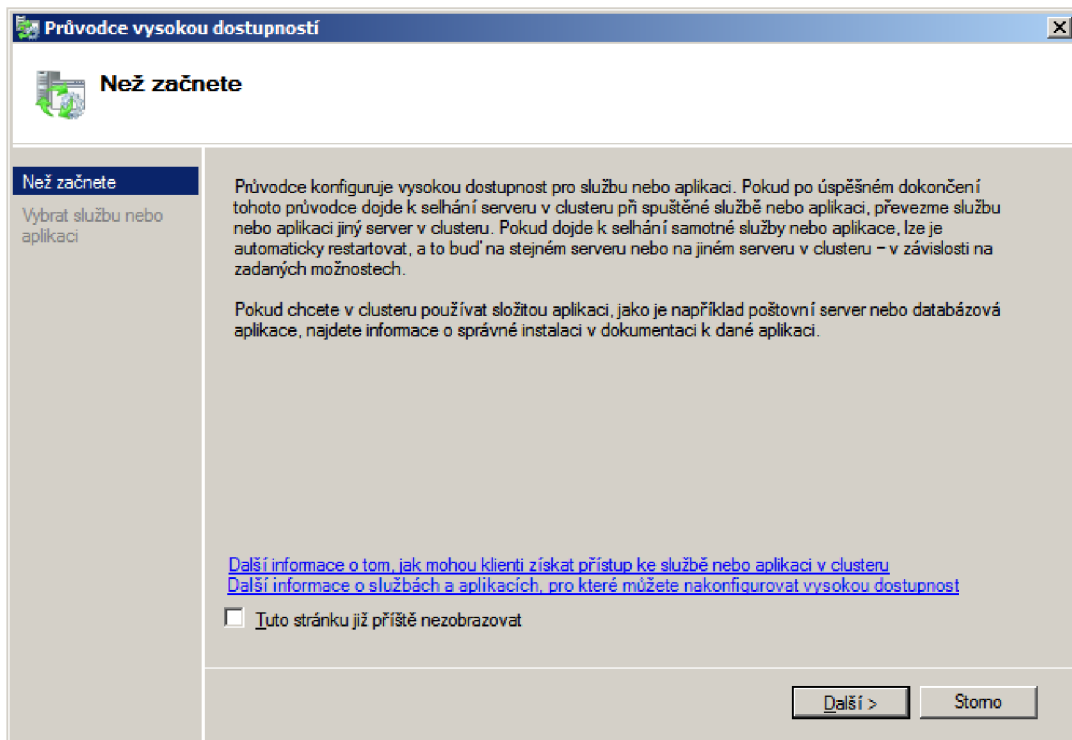 Průvodce vysokou dostupností
Než začnete
Než začnete
Vybrat službu nebo
aplikaci
Průvodce konfiguruje vysokou dostupnost pro službu nebo aplikaci. Pokud po úspěšném dokončení
tohoto průvodce dojde k selhání serveru v clusteru při spuštěné službě nebo aplikaci, převezme službu
nebo aplikaci jiný server v clusteru. Pokud dojde k selhání samotné služby nebo aplikace, lze je
automaticky restartovat, a to buď na stejném serveru nebo na jiném serveru v clusteru – v závislosti na
zadaných možnostech.
Pokud chcete v clusteru používat složitou aplikaci, jako je například poštovní server nebo databázová
aplikace, najdete informace o správné instalaci v dokumentaci k dané aplikaci.
Další informace o tom, jak mohou klienti získat přístup ke službě nebo aplikaci v clusteru
Další informace o službách a aplikacích, pro které můžete nakonfigurovat vysokou dostupnost
Tuto stránku již příště nezobrazovat
Další >
Storno